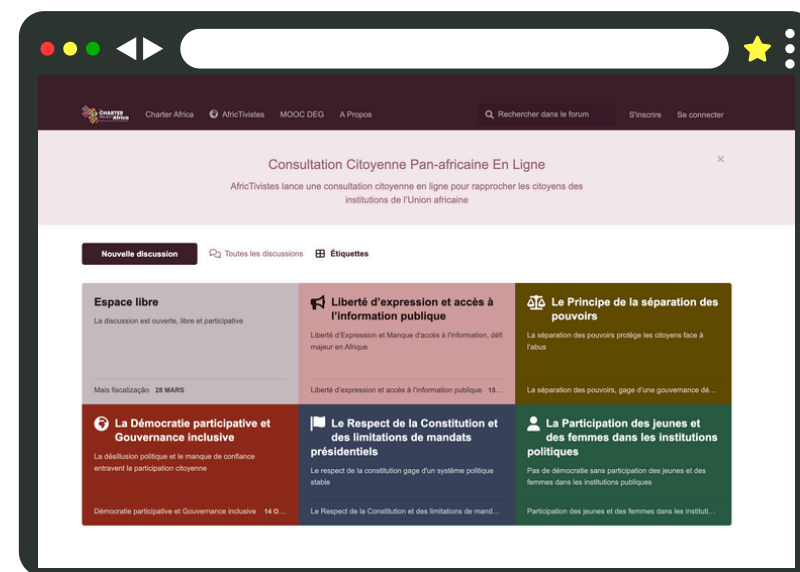 CHARTER
PROJECT Africa
Charter Africa
AfricTivistes
MOOC DEG
A Propos
Rechercher dans le forum
S'inscrire
Se connecter
Consultation Citoyenne Pan-africaine En Ligne
×
AfricTivistes lance une consultation citoyenne en ligne pour rapprocher les citoyens des
institutions de l'Union africaine
Nouvelle discussion
Toutes les discussions
Étiquettes
Espace libre
La discussion est ouverte, libre et participative
Mais fiscalização 28 MARS
Liberté d'expression et accès à
l'information publique
Liberté d'Expression et Manque d'accès à l'Information, défi
majeur en Afrique
Liberté d'expression et accès à l'information publique 15...
Le Principe de la séparation des
pouvoirs
La séparation des pouvoirs protège les citoyens face à
l'abus
La séparation des pouvoirs, gage d'une gouvernance dé...
La Démocratie participative et
Gouvernance inclusive
La désillusion politique et le manque de confiance
entravent la participation citoyenne
Démocratie participative et Gouvernance inclusive 14 O...
Le Respect de la Constitution et
des limitations de mandats
présidentiels
Le respect de la constitution gage d'un système politique
stable
Le Respect de la Constitution et des limitations de mand...
La Participation des jeunes et
des femmes dans les institutions
politiques
Pas de démocratie sans participation des jeunes et des
femmes dans les institutions publiques
Participation des jeunes et des femmes dans les instituti...